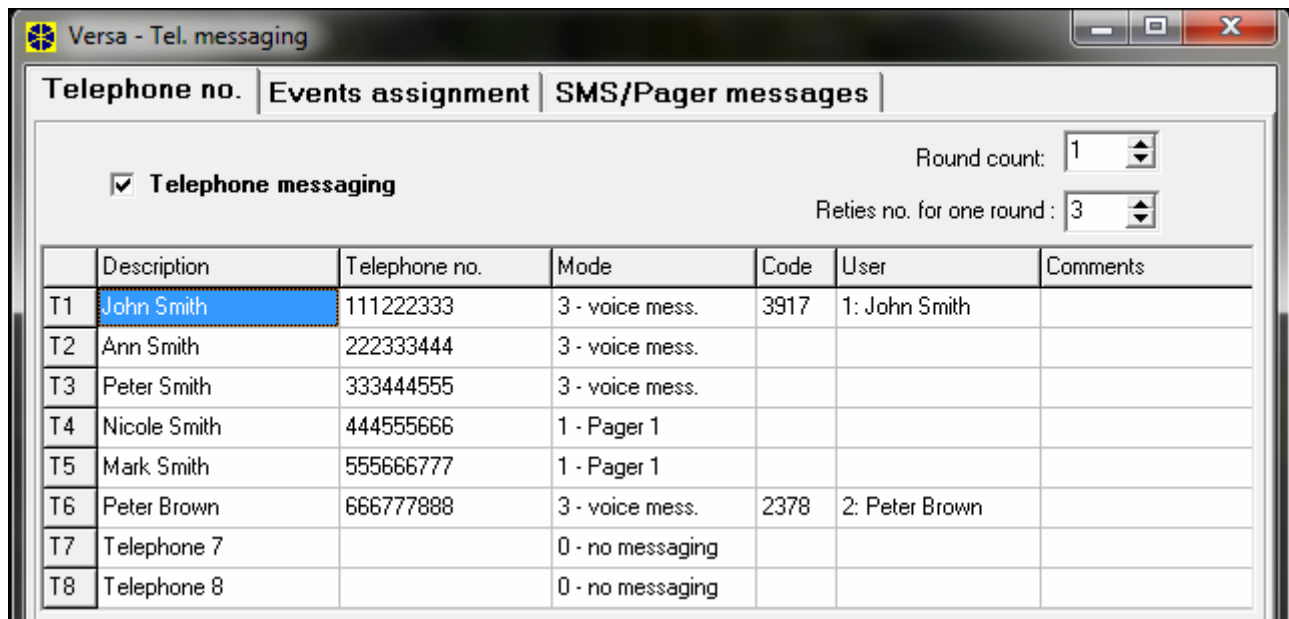 Versa - Tel. messaging
Telephone no. Events assignment SMS/Pager messages
Round count: 1
Telephone messaging
Reties no. for one round : 3
Description Telephone no. Mode Code User Comments
T1 John Smith 111222333 3 - voice mess. 3917 1: John Smith
T2 Ann Smith 222333444 3 - voice mess.
T3 Peter Smith 333444555 3 - voice mess.
T4 Nicole Smith 444555666 1 - Pager 1
T5 Mark Smith 555666777 1 - Pager 1
T6 Peter Brown 666777888 3 - voice mess. 2378 2: Peter Brown
T7 Telephone 7 0 - no messaging
T8 Telephone 8 0 - no messaging